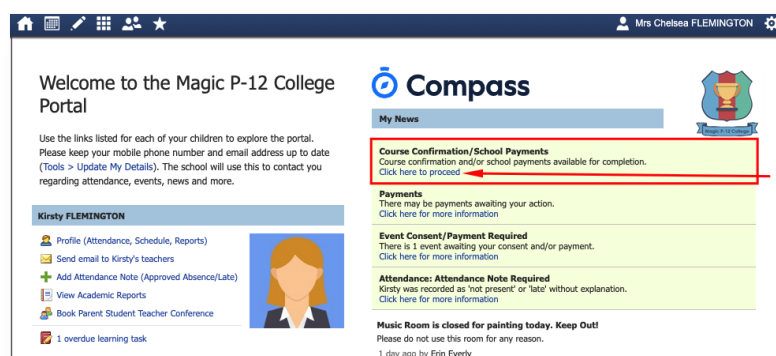 Mrs Chelsea FLEMINGTON
Welcome to the Magic P-12 College
Portal
Use the links listed for each of your children to explore the portal.
Please keep your mobile phone number and email address up to date
(Tools > Update My Details). The school will use this to contact you
regarding attendance, events, news and more.
Kirsty FLEMINGTON
Profile (Attendance, Schedule, Reports)
Send email to Kirsty's teachers
Add Attendance Note (Approved Absence/Late)
View Academic Reports
Book Parent Student Teacher Conference
1 overdue learning task
Compass
Magic P-12 College
My News
Course Confirmation/School Payments
Course confirmation and/or school payments available for completion.
Click here to proceed
Payments
There may be payments awaiting your action.
Click here for more information
Event Consent/Payment Required
There is 1 event awaiting your consent and/or payment.
Click here for more information
Attendance: Attendance Note Required
Kirsty was recorded as 'not present' or 'late' without explanation.
Click here for more information
Music Room is closed for painting today. Keep Out!
Please do not use this room for any reason.
1 day ago by Erin Everly